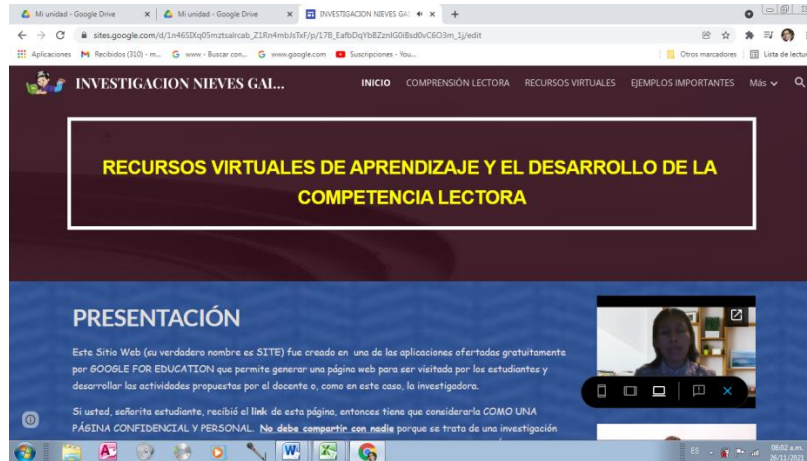 Mi unidad - Google Drive
Mi unidad - Google Drive
INVESTIGACION NIEVES GAI
sites.google.com/d/
/edit
Aplicaciones
Recibidos (310) - m...
www - Buscar con...
www.google.com
Suscripciones - You...
Otros marcadores
Lista de lectura
INVESTIGACION NIEVES GAI...
INICIO COMPRENSIÓN LECTORA RECURSOS VIRTUALES EJEMPLOS IMPORTANTES Más
RECURSOS VIRTUALES DE APRENDIZAJE Y EL DESARROLLO DE LA
COMPETENCIA LECTORA
PRESENTACIÓN
Este Sitio Web (su verdadero nombre es SITE) fue creado en una de las aplicaciones ofertadas gratuitamente
por GOOGLE FOR EDUCATION que permite generar una página web para ser visitada por los estudiantes y
desarrollar las actividades propuestas por el docente o, como en este caso, la investigadora.
Si usted, señorita estudiante, recibió el link de esta página, entonces tiene que considerarla COMO UNA
PÁGINA CONFIDENCIAL Y PERSONAL. No debe compartir con nadie porque se trata de una investigación
ES
08:02 a.m.
26/11/2021